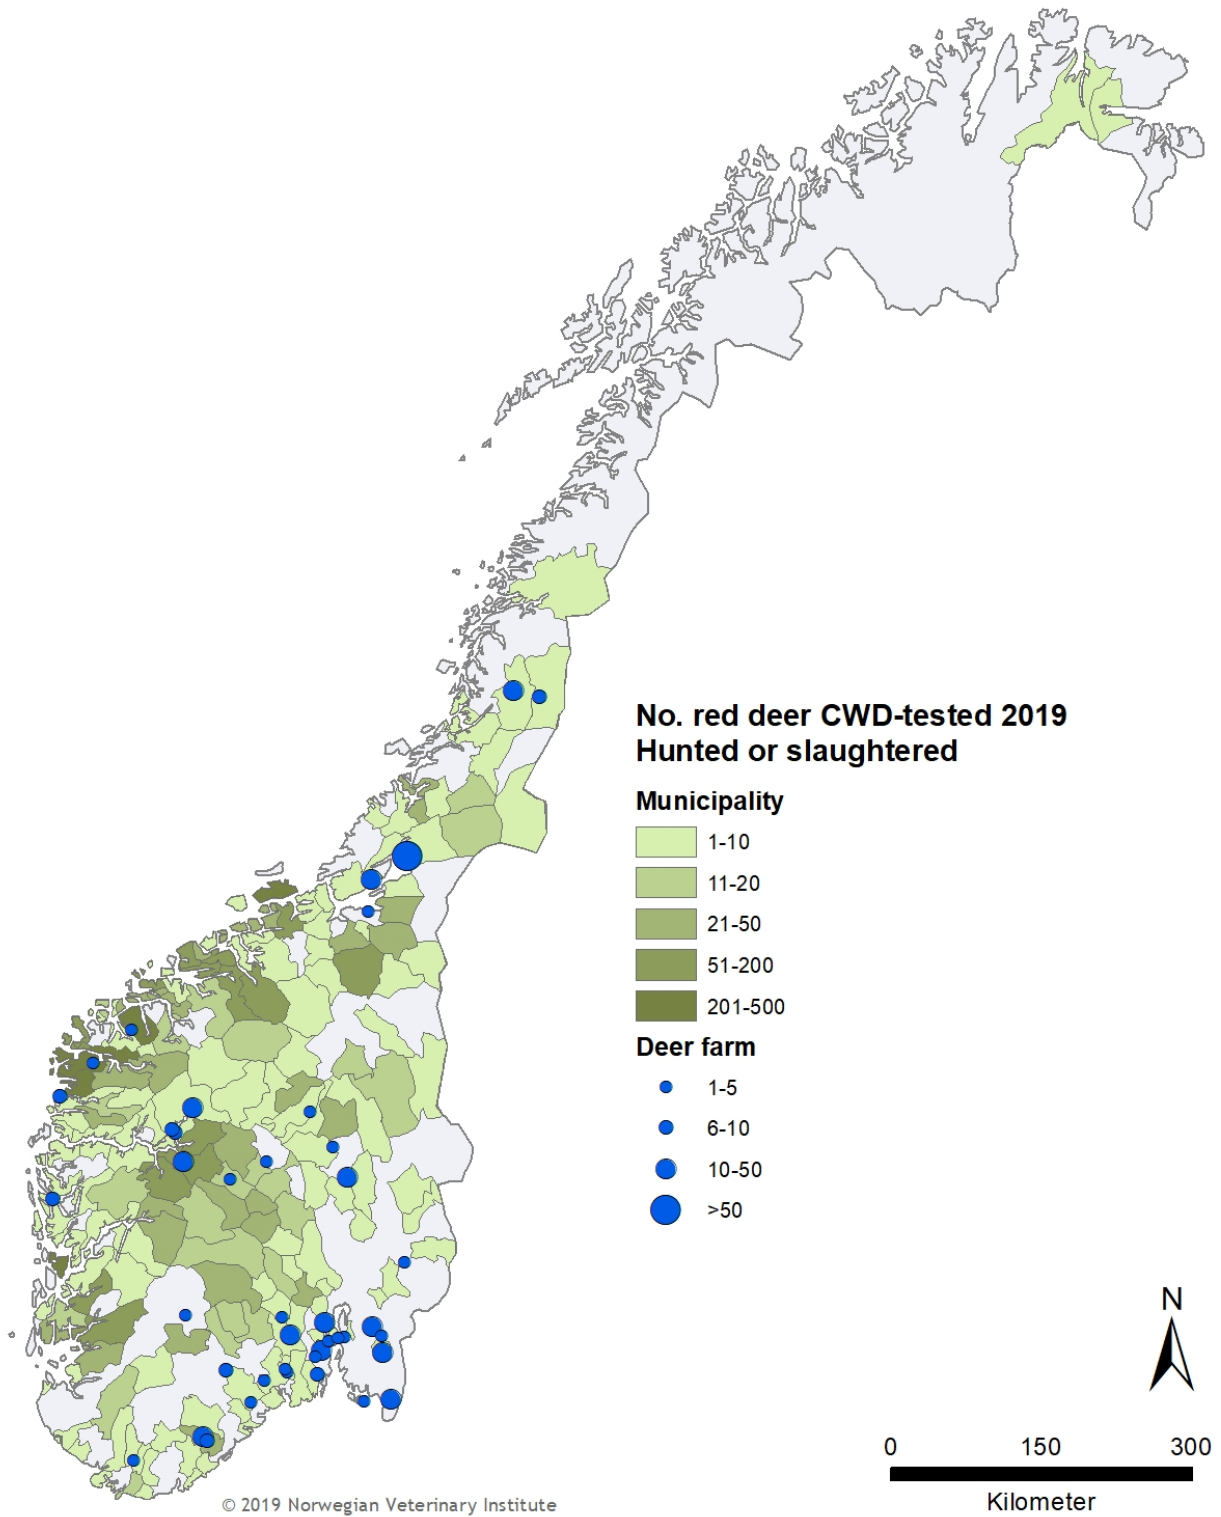 No. red deer CWD-tested 2019
Hunted or slaughtered
Municipality
1-10
11-20
21-50
51-200
201-500
Deer farm
1-5
6-10
10-50
>50
N
0 150 300
Kilometer
© 2019 Norwegian Veterinary Institute